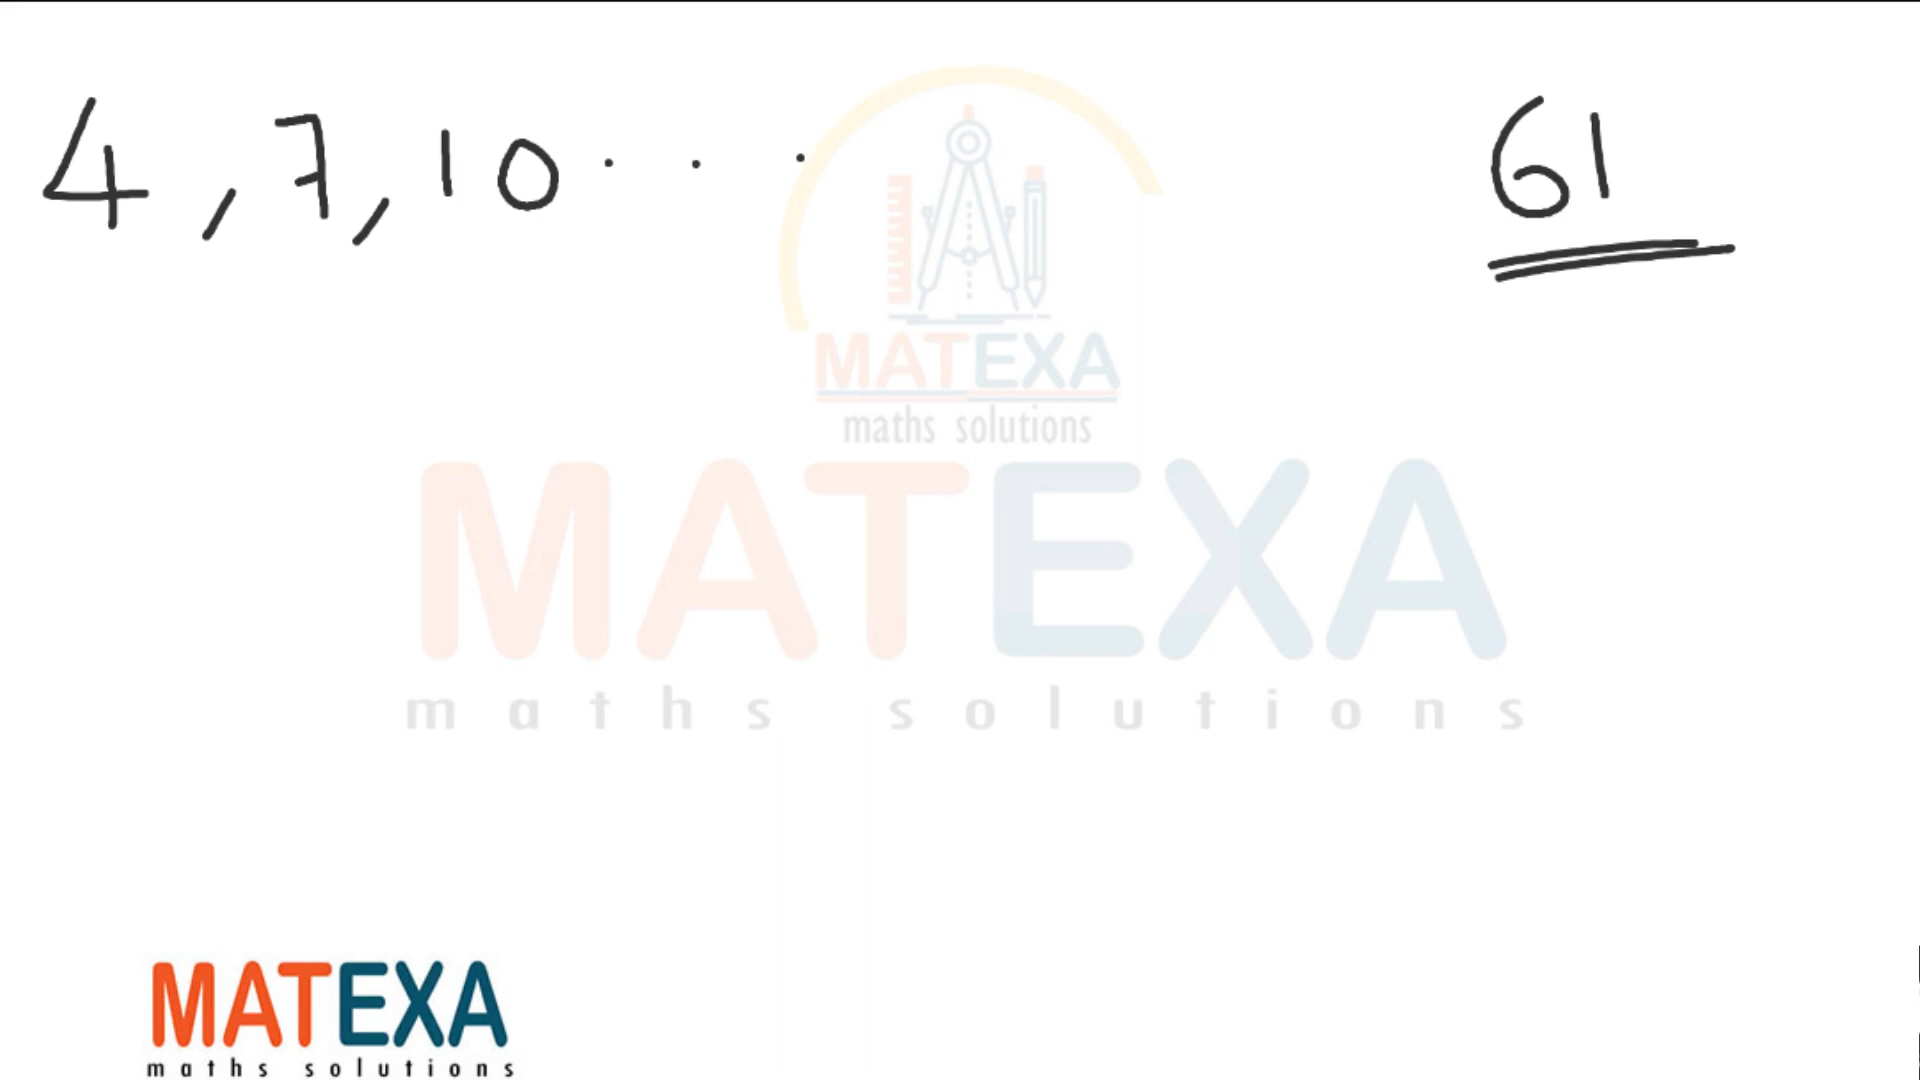 4, 7, 10 . . . 61
MATEXA
maths solutions
MATEXA
maths solutions
MATEXA
maths solutions